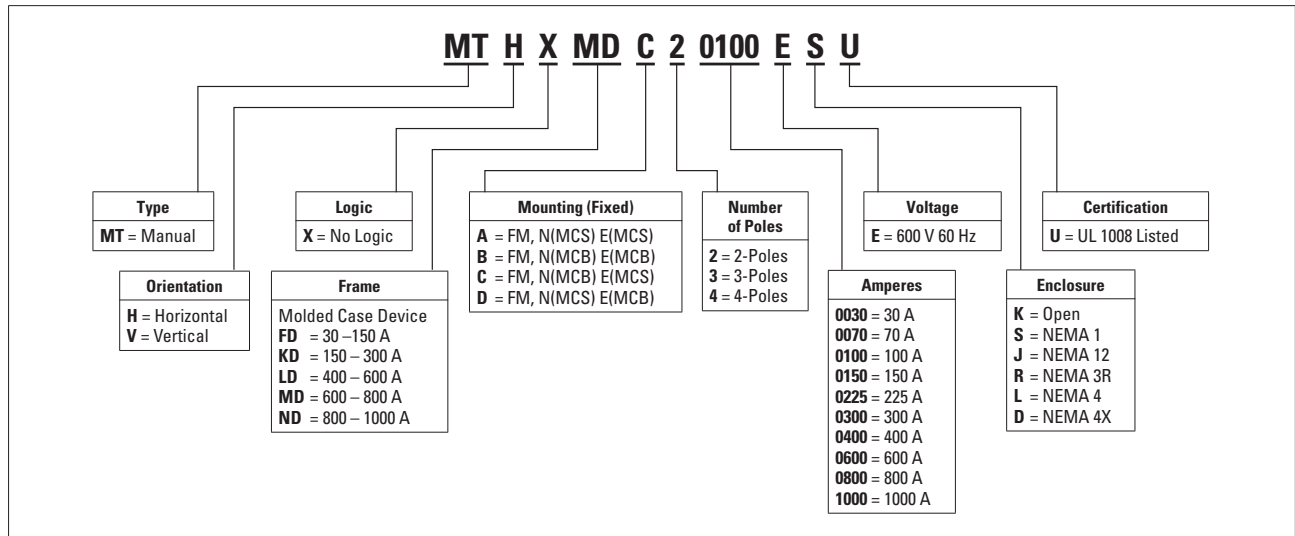 MT H X MD C 2 0100 E S U
Type
MT = Manual
Orientation
H = Horizontal
V = Vertical
Logic
X = No Logic
Frame
Molded Case Device
FD = 30 –150 A
KD = 150 – 300 A
LD = 400 – 600 A
MD = 600 – 800 A
ND = 800 – 1000 A
Mounting (Fixed)
A = FM, N(MCS) E(MCS)
B = FM, N(MCB) E(MCB)
C = FM, N(MCB) E(MCS)
D = FM, N(MCS) E(MCB)
Number
of Poles
2 = 2-Poles
3 = 3-Poles
4 = 4-Poles
Amperes
0030 = 30 A
0070 = 70 A
0100 = 100 A
0150 = 150 A
0225 = 225 A
0300 = 300 A
0400 = 400 A
0600 = 600 A
0800 = 800 A
1000 = 1000 A
Voltage
E = 600 V 60 Hz
Enclosure
K = Open
S = NEMA 1
J = NEMA 12
R = NEMA 3R
L = NEMA 4
D = NEMA 4X
Certification
U = UL 1008 Listed